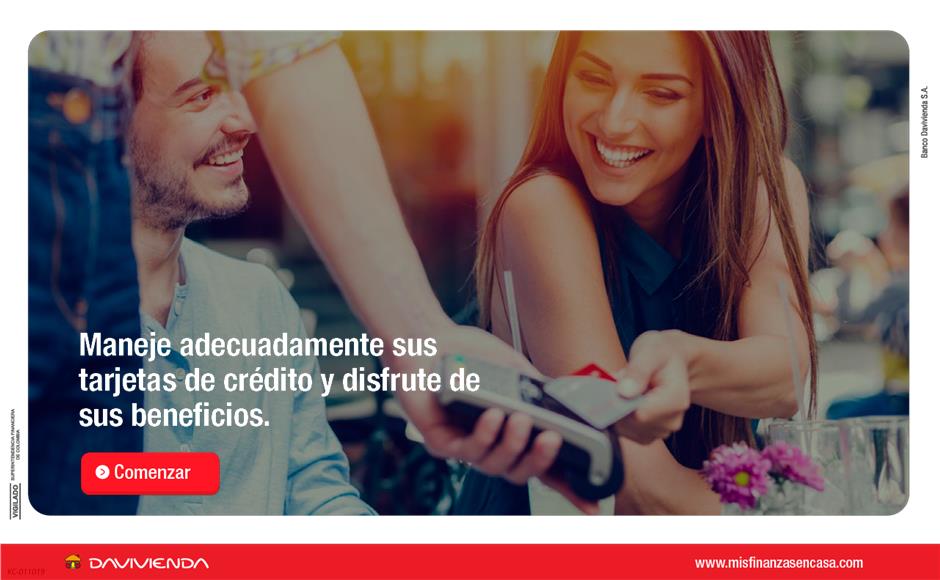 Banco Davivienda S.A.
Maneje adecuadamente sus
tarjetas de crédito y disfrute de
sus beneficios.
Comenzar
VIGILADO
SUPERINTENDENCIA FINANCIERA
DE COLOMBIA
KC-011019
DAVIVIENDA
www.misfinanzasencasa.com